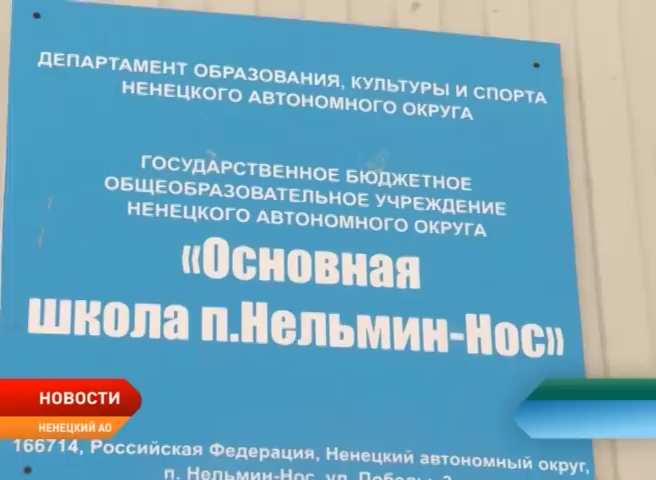 ДЕПАРТАМЕНТ ОБРАЗОВАНИЯ, КУЛЬТУРЫ И СПОРТА
НЕНЕЦКОГО АВТОНОМНОГО ОКРУГА
ГОСУДАРСТВЕННОЕ БЮДЖЕТНОЕ
ОБЩЕОБРАЗОВАТЕЛЬНОЕ УЧРЕЖДЕНИЕ
НЕНЕЦКОГО АВТОНОМНОГО ОКРУГА
«Основная
школа п.Нельмин-Нос»
НОВОСТИ
НЕНЕЦКИЙ АО
166714, Российская Федерация, Ненецкий автономный округ,
п. Нельмин-Нос, ул. Победы,